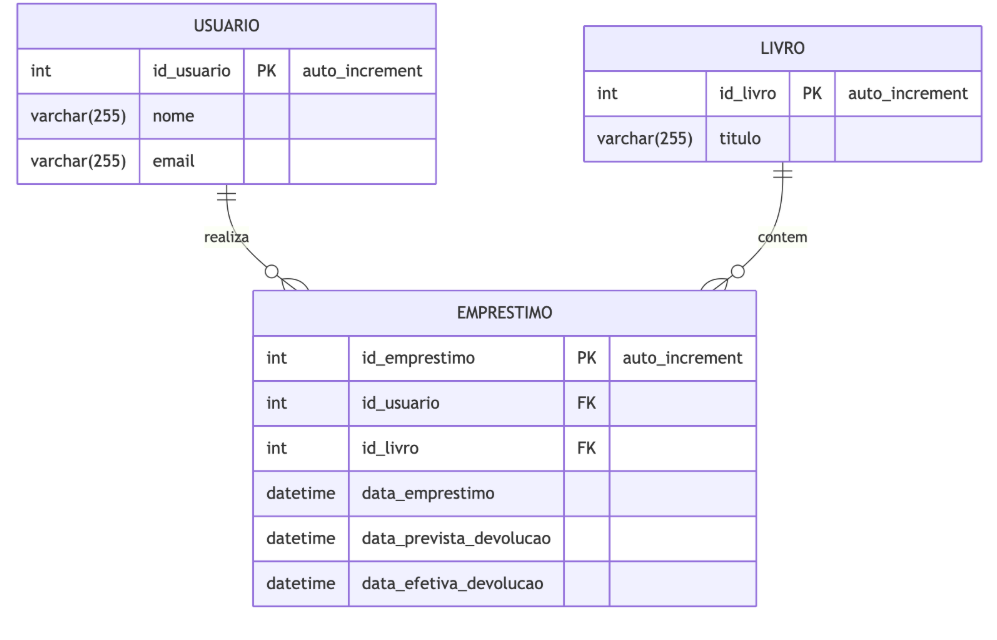 USUARIO
int id_usuario PK auto_increment
varchar(255) nome
varchar(255) email
LIVRO
int id_livro PK auto_increment
varchar(255) titulo
realiza
contem
EMPRESTIMO
int id_emprestimo PK auto_increment
int id_usuario FK
int id_livro FK
datetime data_emprestimo
datetime data_prevista_devolucao
datetime data_efetiva_devolucao